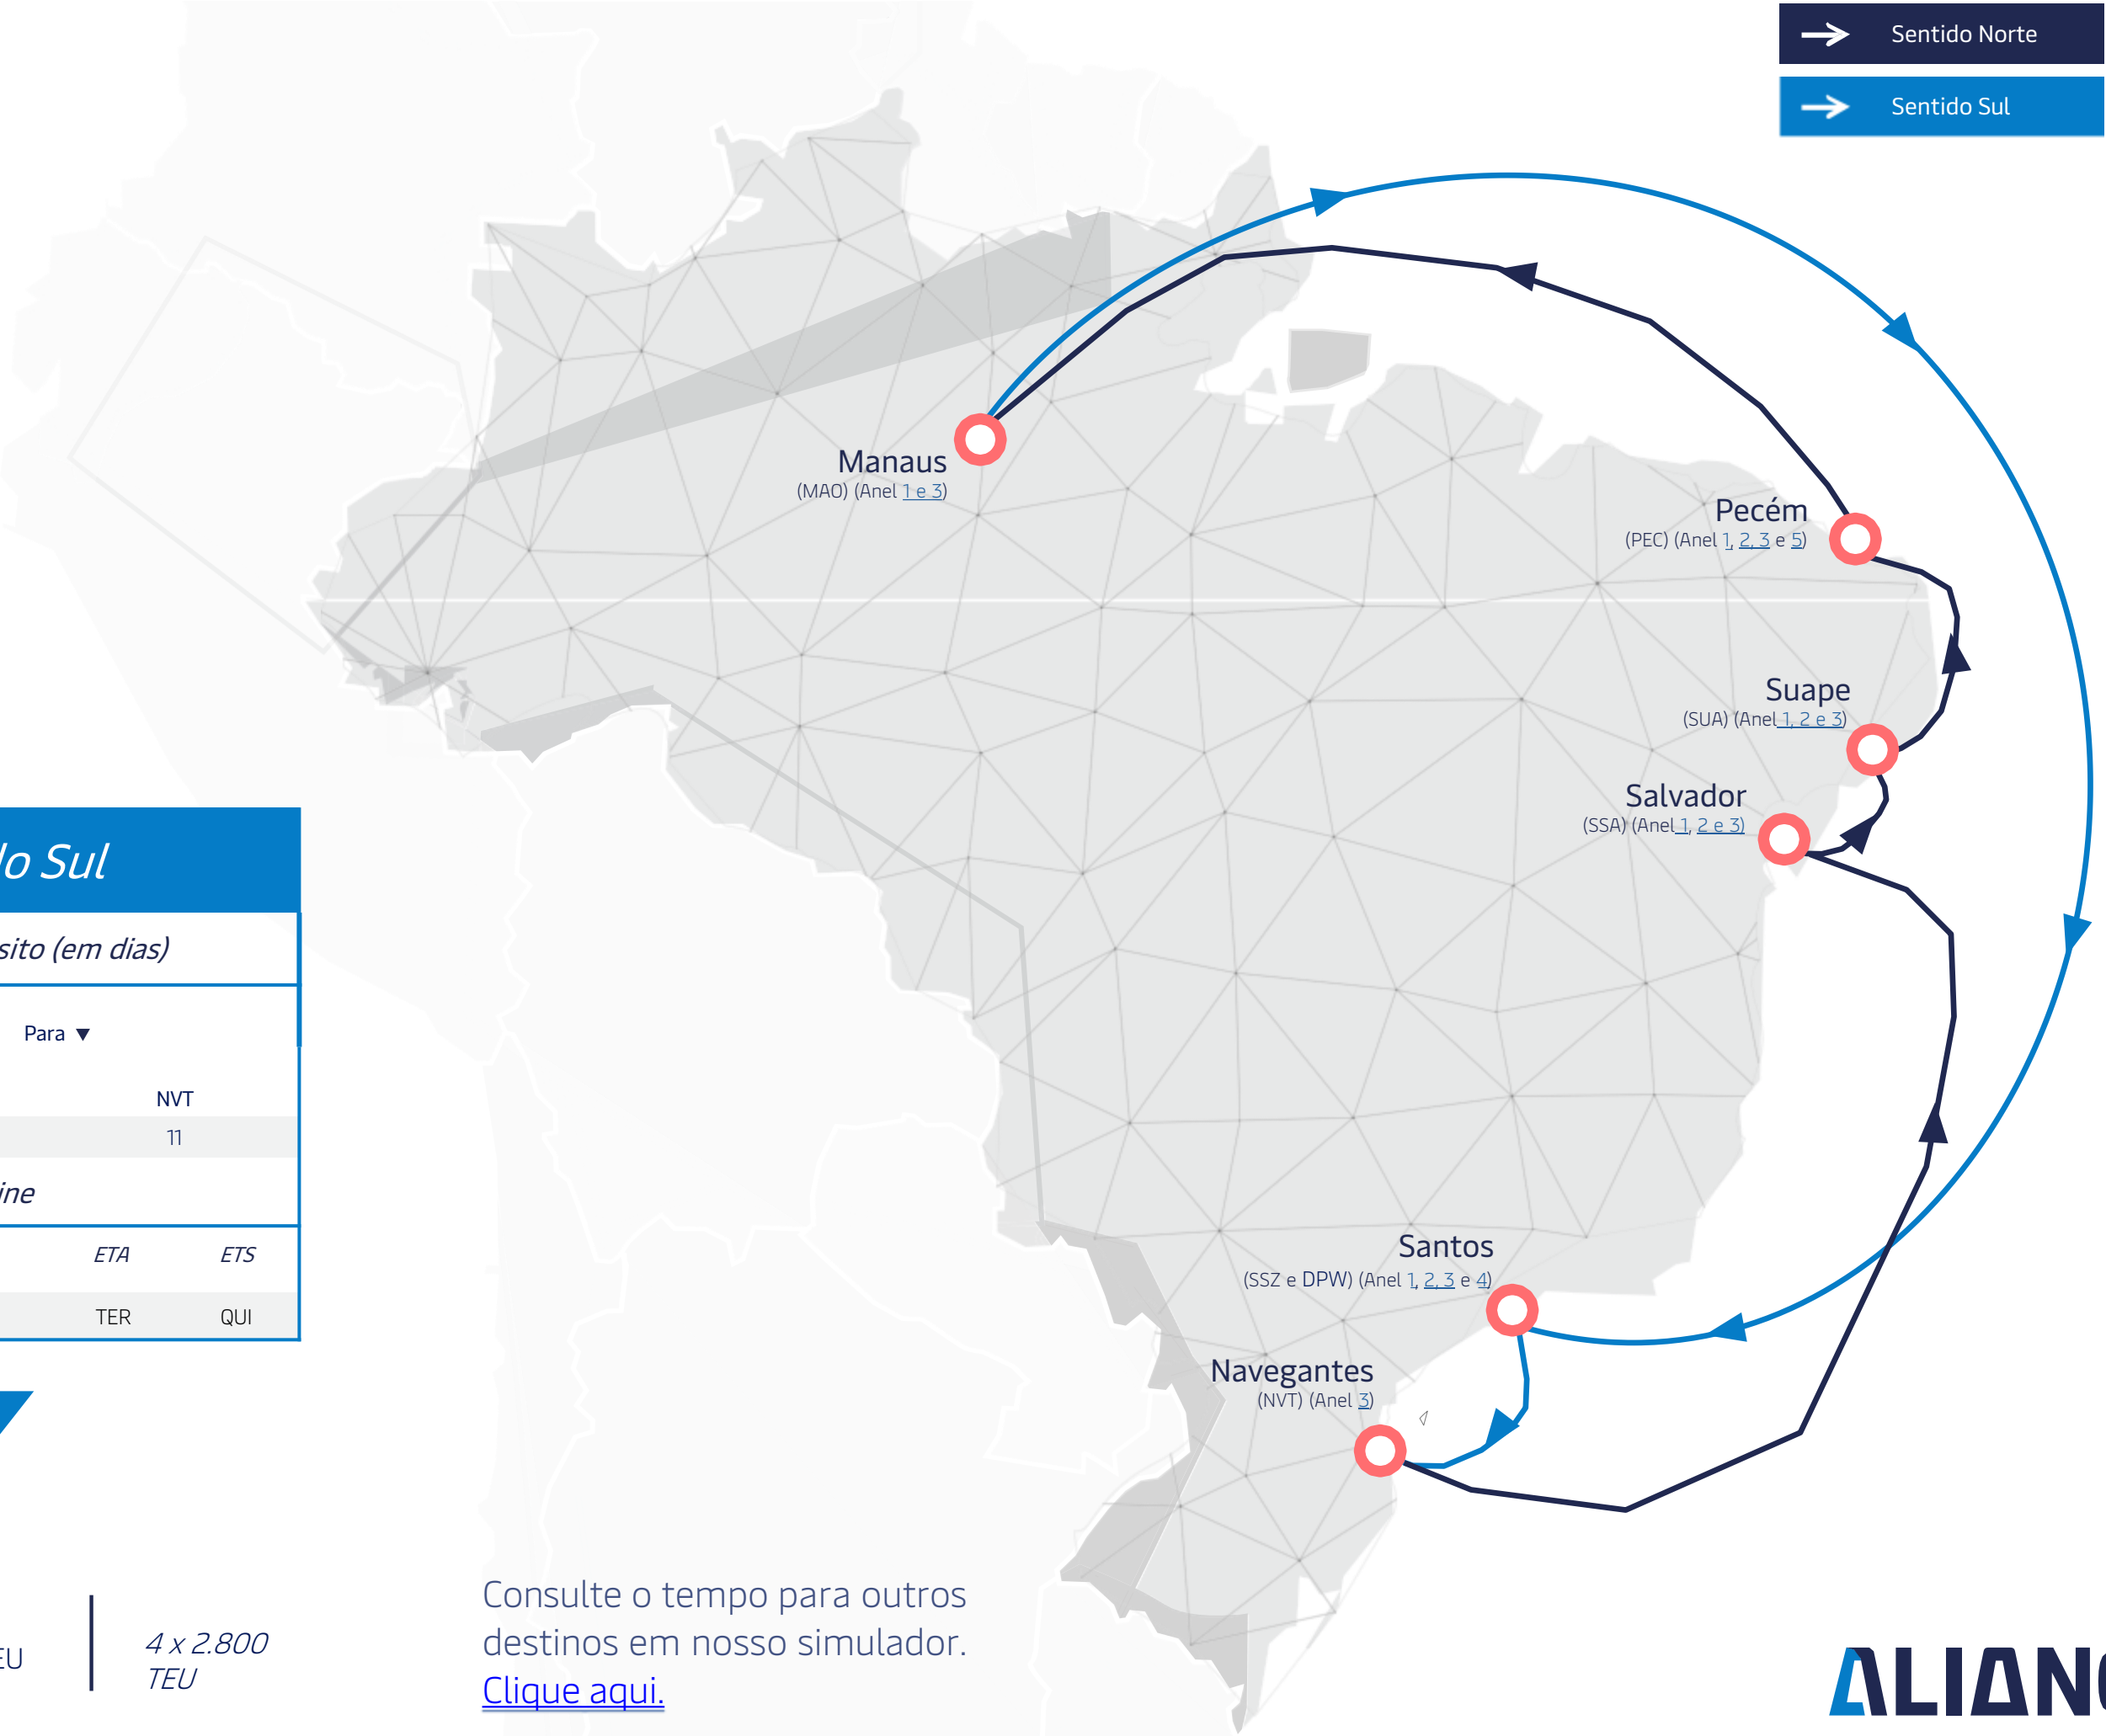 Sentido Norte
Sentido Sul
Manaus
(MAO) (Anel 1 e 3)
Pecém
(PEC) (Anel 1, 2, 3 e 5)
Suape
(SUA) (Anel 1, 2 e 3)
Salvador
(SSA) (Anel 1, 2 e 3)
do Sul
sito (em dias)
Para ▼
NVT
11
ine
ETA ETS
TER QUI
Santos
(SSZ e DPW) (Anel 1, 2, 3 e 4)
Navegantes
(NVT) (Anel 3)
EU
4 x 2.800
TEU
Consulte o tempo para outros
destinos em nosso simulador.
Clique aqui.
ALIANÇ